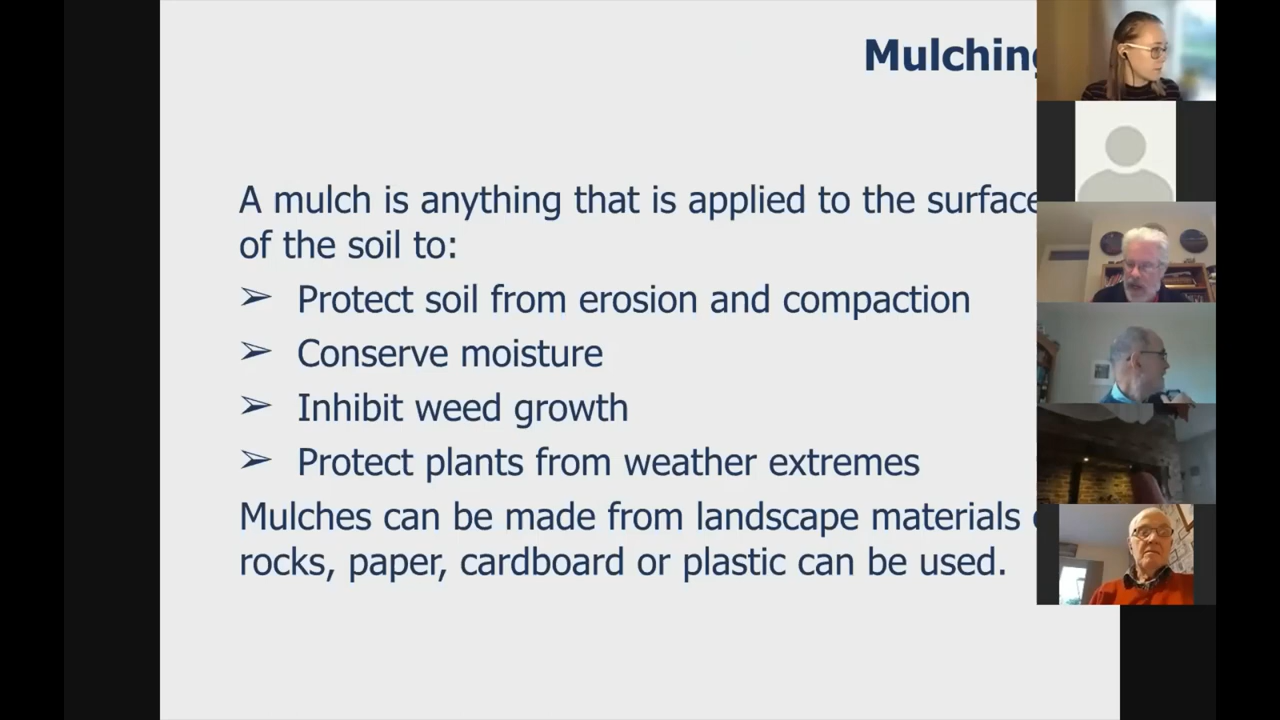 Mulching
A mulch is anything that is applied to the surface
of the soil to:
➢ Protect soil from erosion and compaction
➢ Conserve moisture
➢ Inhibit weed growth
➢ Protect plants from weather extremes
Mulches can be made from landscape materials
rocks, paper, cardboard or plastic can be used.